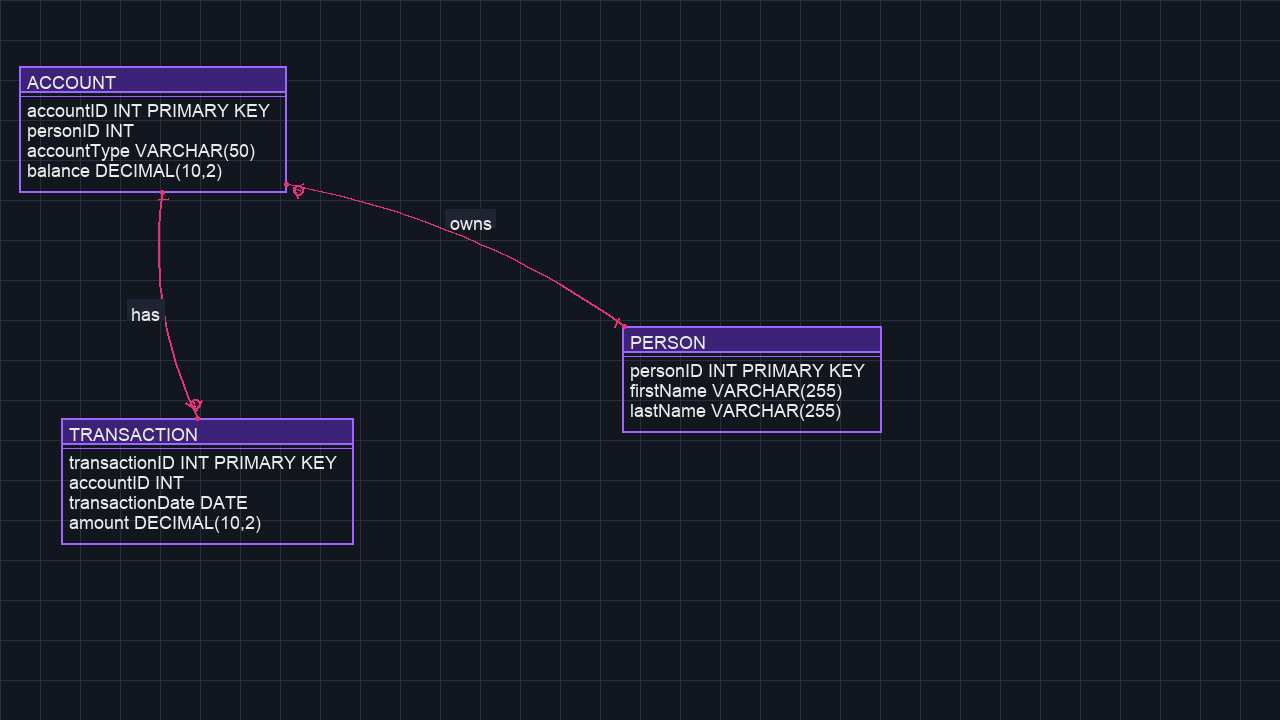 ACCOUNT
accountID INT PRIMARY KEY
personID INT
accountType VARCHAR(50)
balance DECIMAL(10,2)
owns
has
PERSON
personID INT PRIMARY KEY
firstName VARCHAR(255)
lastName VARCHAR(255)
TRANSACTION
transactionID INT PRIMARY KEY
accountID INT
transactionDate DATE
amount DECIMAL(10,2)